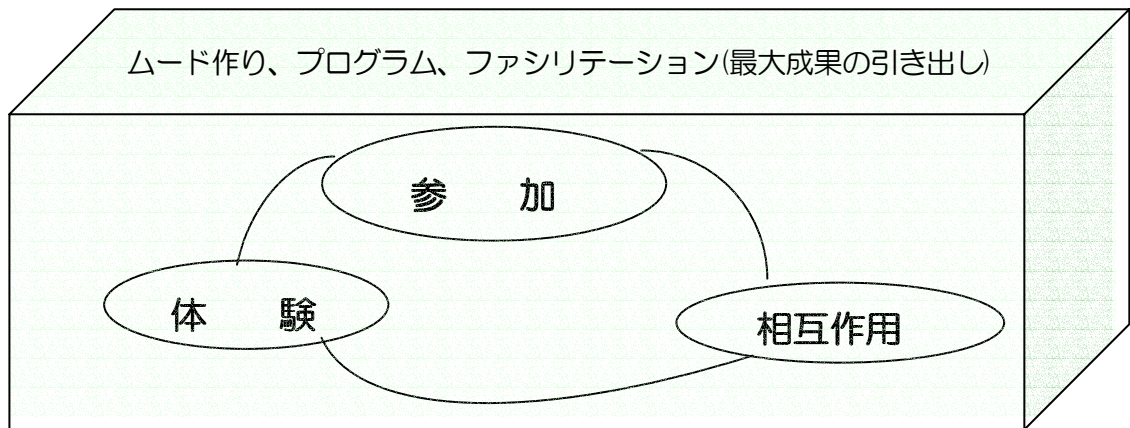 ムード作り、プログラム、ファシリテーション(最大成果の引き出し)
参　　加
体　　験
相互作用